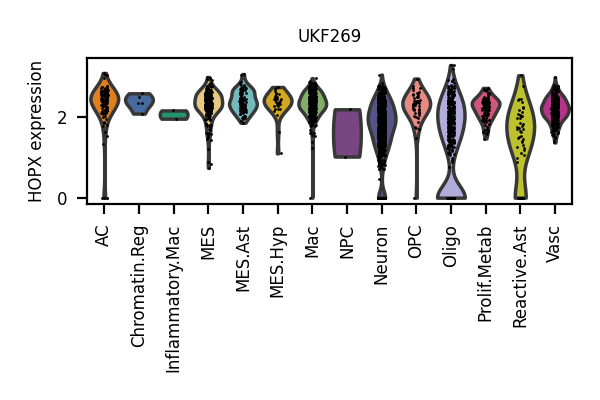 UKF269
HOPX expression
2
0
AC
Chromatin.Reg
Inflammatory.Mac
MES
MES.Ast
MES.Hyp
Mac
NPC
Neuron
OPC
Oligo
Prolif.Metab
Reactive.Ast
Vasc